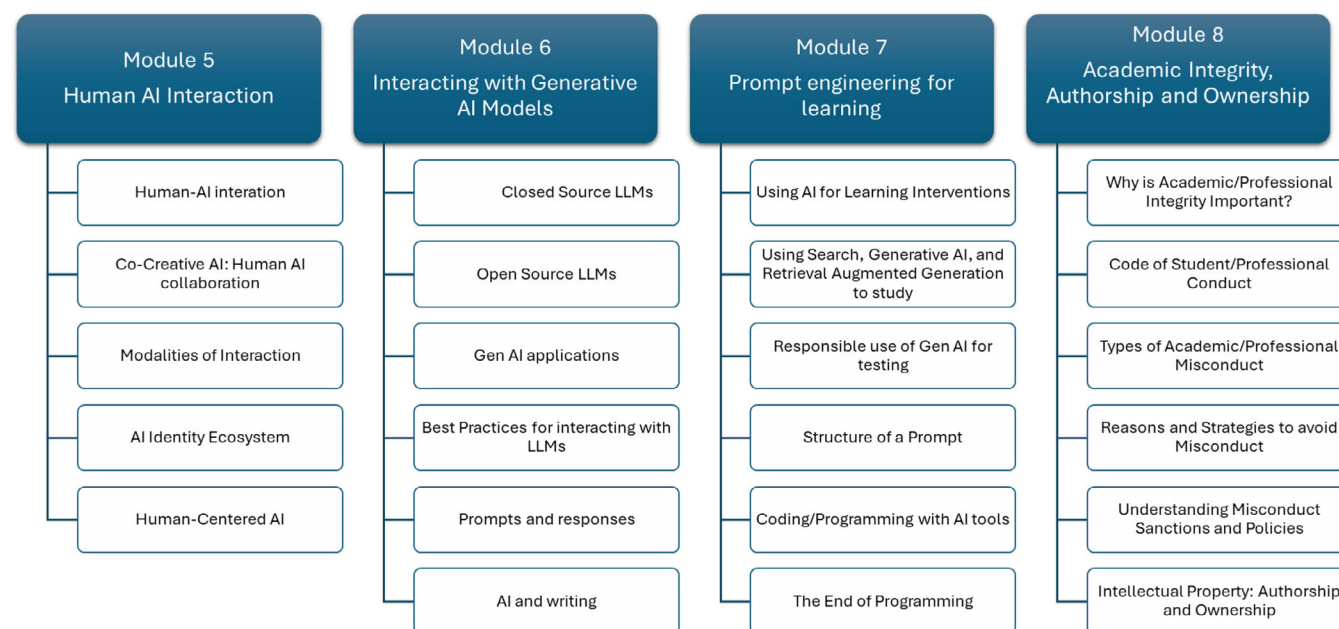 Module 5
Human AI Interaction
Human-AI interation
Co-Creative AI: Human AI
collaboration
Modalities of Interaction
AI Identity Ecosystem
Human-Centered AI
Module 6
Interacting with Generative
AI Models
Closed Source LLMs
Open Source LLMs
Gen AI applications
Best Practices for interacting with
LLMs
Prompts and responses
AI and writing
Module 7
Prompt engineering for
learning
Using AI for Learning Interventions
Using Search, Generative AI, and
Retrieval Augmented Generation
to study
Responsible use of Gen AI for
testing
Structure of a Prompt
Coding/Programming with AI tools
The End of Programming
Module 8
Academic Integrity,
Authorship and Ownership
Why is Academic/Professional
Integrity Important?
Code of Student/Professional
Conduct
Types of Academic/Professional
Misconduct
Reasons and Strategies to avoid
Misconduct
Understanding Misconduct
Sanctions and Policies
Intellectual Property: Authorship
and Ownership